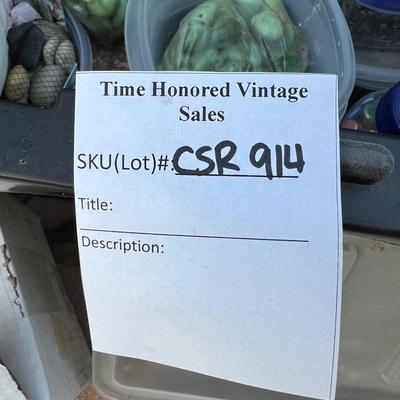 Time Honored Vintage
Sales
SKU(Lot)#: CSR 914
Title:
Description: